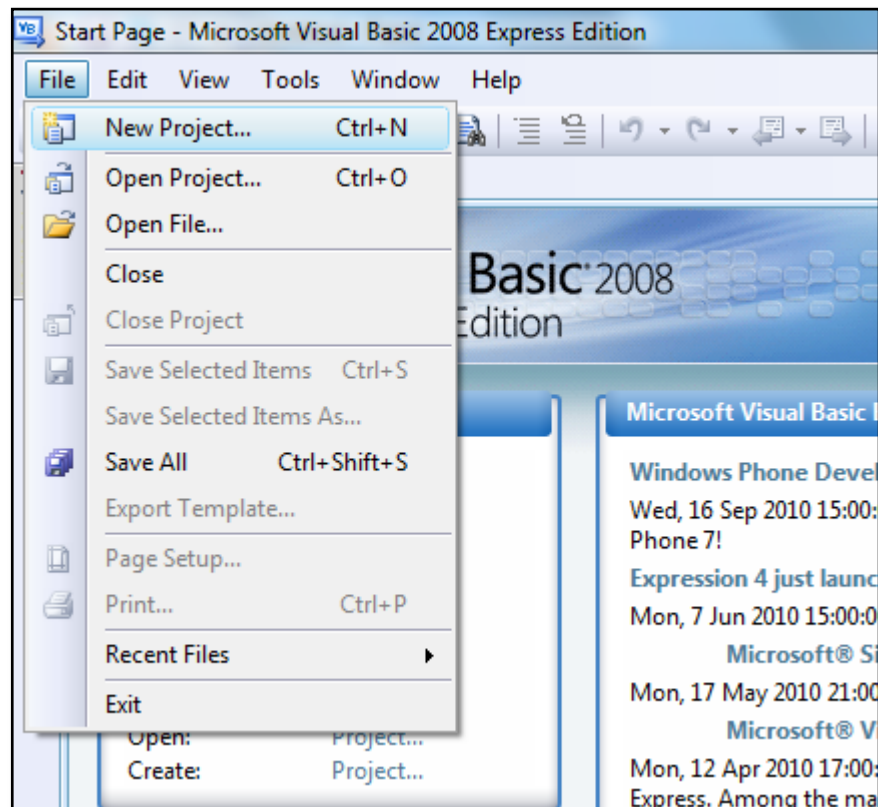 Start Page - Microsoft Visual Basic 2008 Express Edition
File Edit View Tools Window Help
New Project... Ctrl+N
Open Project... Ctrl+O
Open File...
Close
Close Project
Save Selected Items Ctrl+S
Save Selected Items As...
Save All Ctrl+Shift+S
Export Template...
Page Setup...
Print... Ctrl+P
Recent Files
Exit
Basic 2008
Edition
Open: Project...
Create: Project...
Microsoft Visual Basic
Windows Phone Devel
Wed, 16 Sep 2010 15:00:
Phone 7!
Expression 4 just launc
Mon, 7 Jun 2010 15:00:0
Microsoft® Si
Mon, 17 May 2010 21:00
Microsoft® Vi
Mon, 12 Apr 2010 17:00:
Express. Among the ma